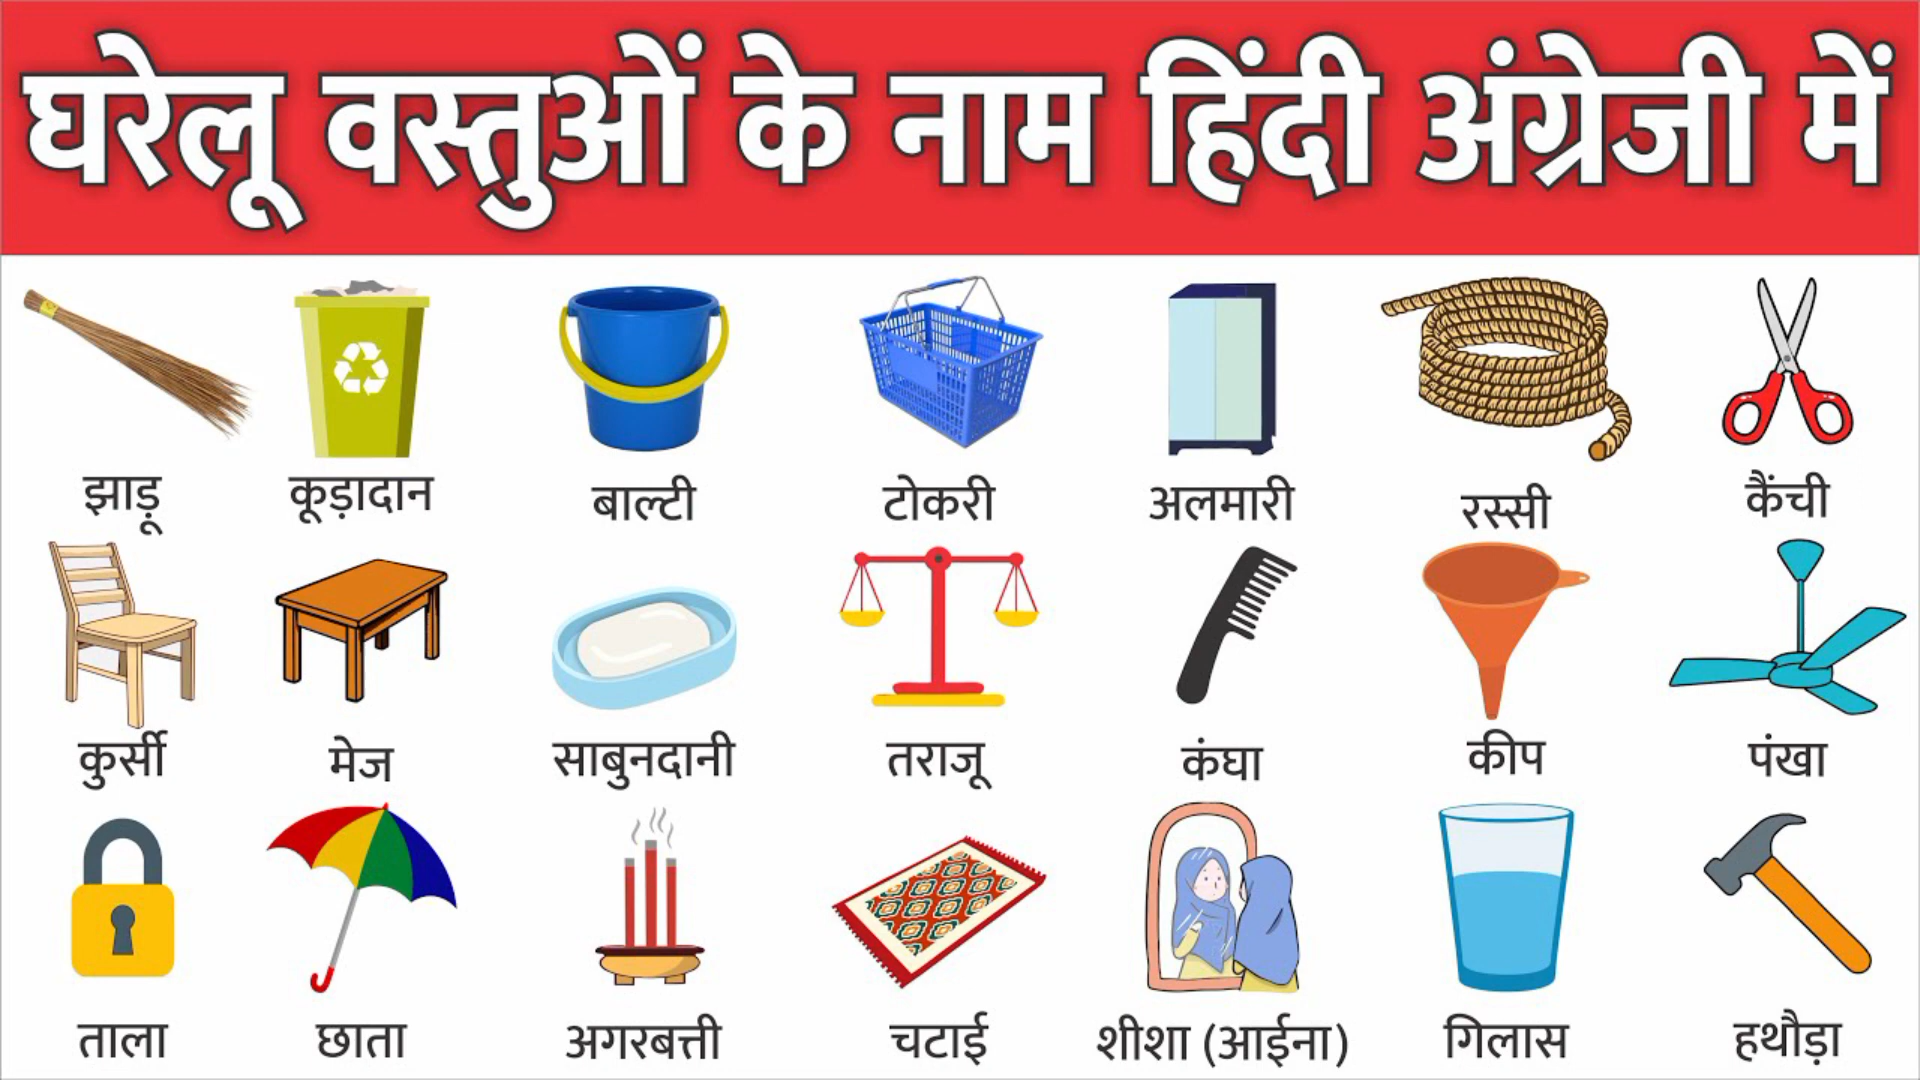 घरेलू वस्तुओं के नाम हिंदी अंग्रेजी में
झाड़ू कूड़ादान बाल्टी टोकरी अलमारी रस्सी कैंची
कुर्सी मेज साबुनदानी तराजू कंघा कीप पंखा
ताला छाता अगरबत्ती चटाई शीशा (आईना) गिलास हथौड़ा